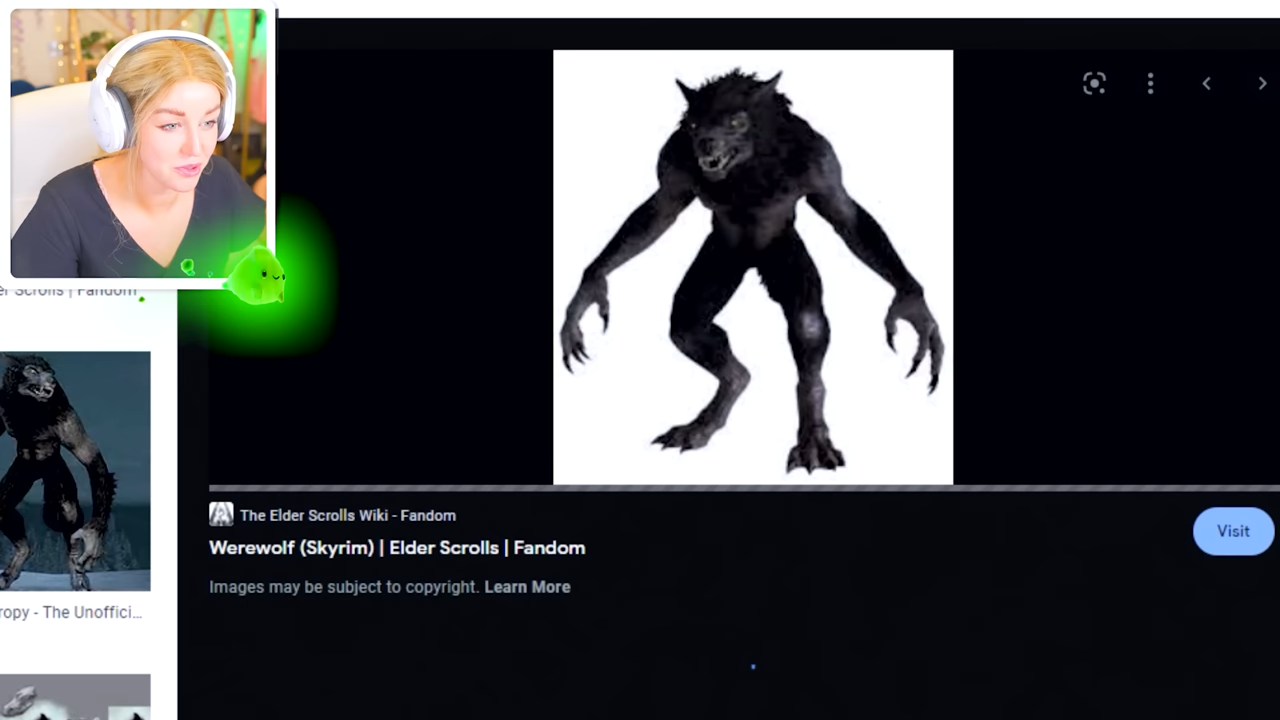 er Scrolls | Fandom
The Elder Scrolls Wiki - Fandom
Werewolf (Skyrim) | Elder Scrolls | Fandom
Images may be subject to copyright. Learn More
Visit
ropy - The Unoffici...